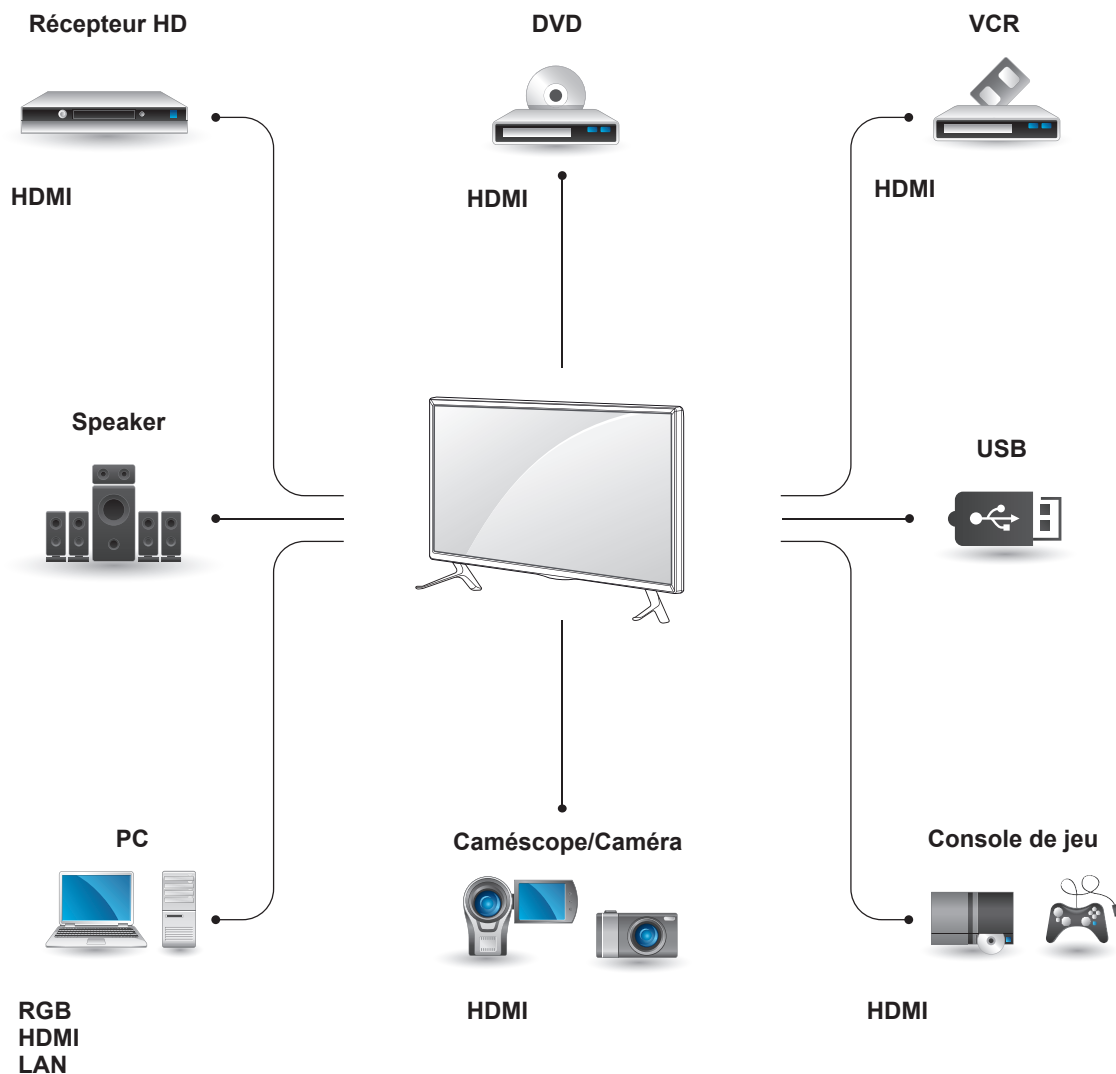 Récepteur HD
DVD
VCR
HDMI
HDMI
HDMI
Speaker
USB
PC
Caméscope/Caméra
Console de jeu
RGB
HDMI
LAN
HDMI
HDMI